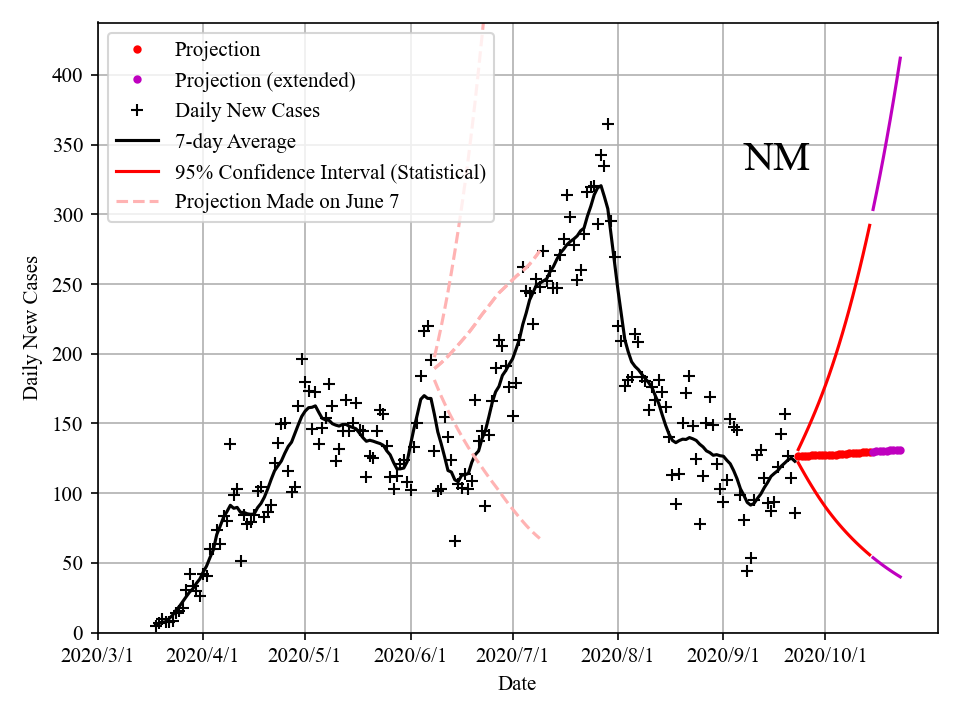 Projection
Projection (extended)
Daily New Cases
7-day Average
95% Confidence Interval (Statistical)
Projection Made on June 7
NM
400
350
300
250
200
150
100
50
0
Daily New Cases
2020/3/1 2020/4/1 2020/5/1 2020/6/1 2020/7/1 2020/8/1 2020/9/1 2020/10/1
Date